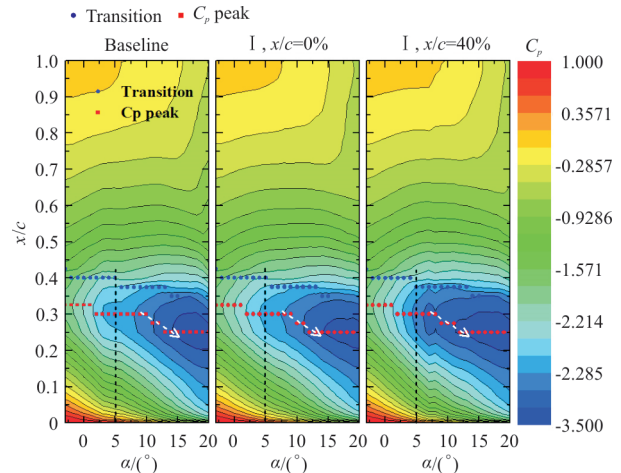 Transition Cp peak
Baseline
Ⅰ, x/c=0%
Ⅰ, x/c=40%
Cp
Transition
Cp peak
x/c
1.0
0.9
0.8
0.7
0.6
0.5
0.4
0.3
0.2
0.1
0
0 5 10 15 20
0 5 10 15 20
0 5 10 15 20
α/(°)
α/(°)
α/(°)
1.000
0.3571
-0.2857
-0.9286
-1.571
-2.214
-2.285
-3.500